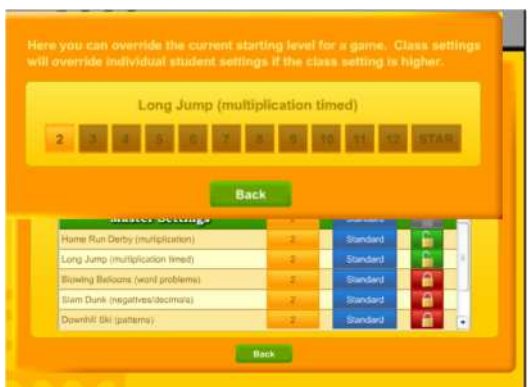 Here you can override the current starting level for a game. Class settings
will override individual student settings if the class setting is higher.
Long Jump (multiplication timed)
2 3 4 5 6 7 8 9 10 11 12 STAR
Back
Master Settings 2 Standard
Home Run Derby (multiplication) 2 Standard
Long Jump (multiplication timed) 2 Standard
Blowing Balloons (word problems) 2 Standard
Slam Dunk (negatives/decimals) 2 Standard
Downhill Ski (patterns) 2 Standard
Back